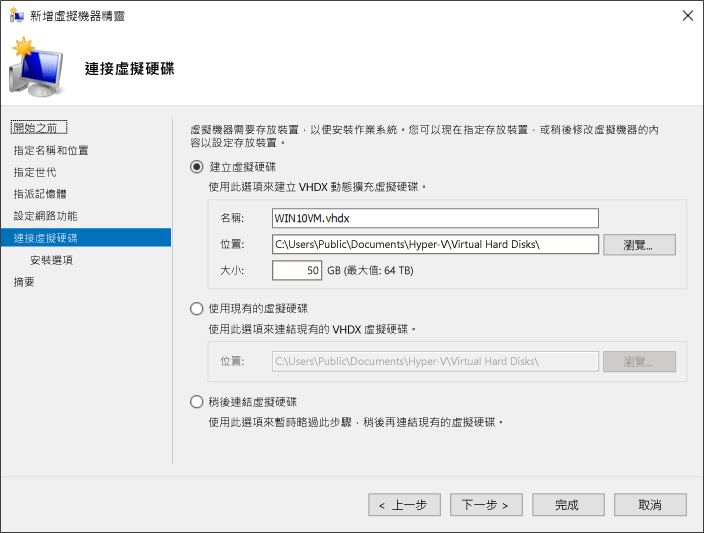 新增虛擬機器精靈
連接虛擬硬碟
開始之前
指定名稱和位置
指定世代
指派記憶體
設定網路功能
連接虛擬硬碟
安裝選項
摘要
虛擬機器需要存放裝置，以便安裝作業系統。您可以現在指定存放裝置，或稍後修改虛擬機器的內
容以設定存放裝置。
建立虛擬硬碟
使用此選項來建立 VHDX 動態擴充虛擬硬碟。
名稱: WIN10VM.vhdx
位置: C:\Users\Public\Documents\Hyper-V\Virtual Hard Disks\ 瀏覽...
大小: 50 GB (最大值: 64 TB)
使用現有的虛擬硬碟
使用此選項來連結現有的 VHDX 虛擬硬碟。
位置: C:\Users\Public\Documents\Hyper-V\Virtual Hard Disks\ 瀏覽...
稍後連結虛擬硬碟
使用此選項來暫時略過此步驟，稍後再連結現有的虛擬硬碟。
< 上一步 下一步 > 完成 取消